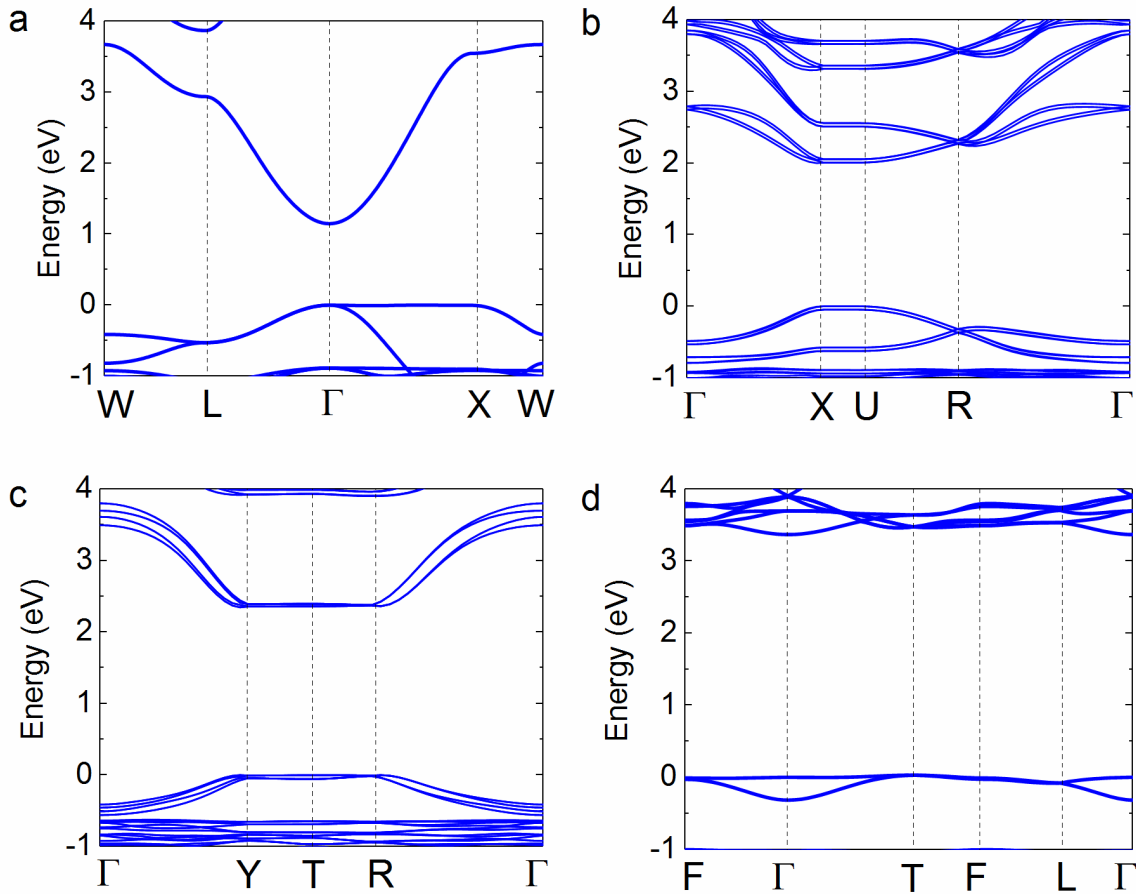 a
4
3
2
1
0
-1
Energy (eV)
W L Γ X W
b
4
3
2
1
0
-1
Energy (eV)
Γ X U R Γ
c
4
3
2
1
0
-1
Energy (eV)
Γ Y T R Γ
d
4
3
2
1
0
-1
Energy (eV)
F Γ T F L Γ